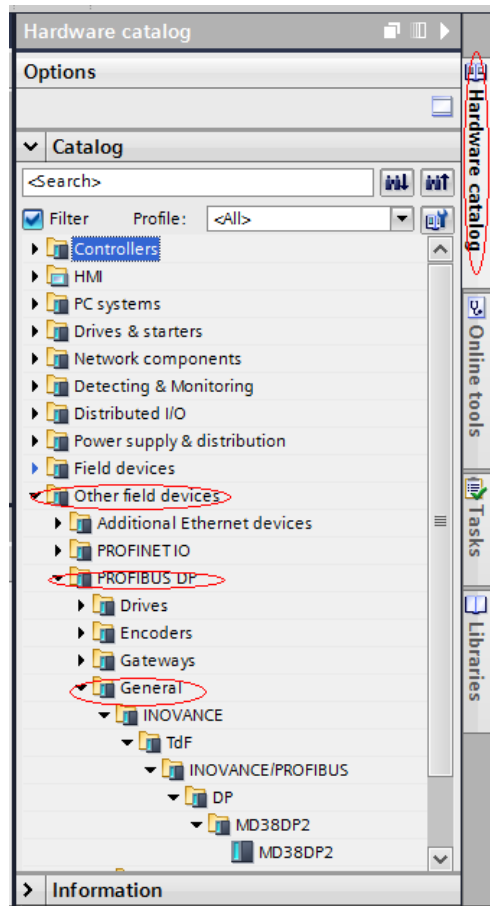 Hardware catalog
Options
Catalog
<Search>
Filter Profile: <All>
Controllers
HMI
PC systems
Drives & starters
Network components
Detecting & Monitoring
Distributed I/O
Power supply & distribution
Field devices
Other field devices
Additional Ethernet devices
PROFINET IO
PROFIBUS DP
Drives
Encoders
Gateways
General
INOVANCE
TdF
INOVANCE/PROFIBUS
DP
MD38DP2
MD38DP2
Information
Hardware catalog
Online tools
Tasks
Libraries